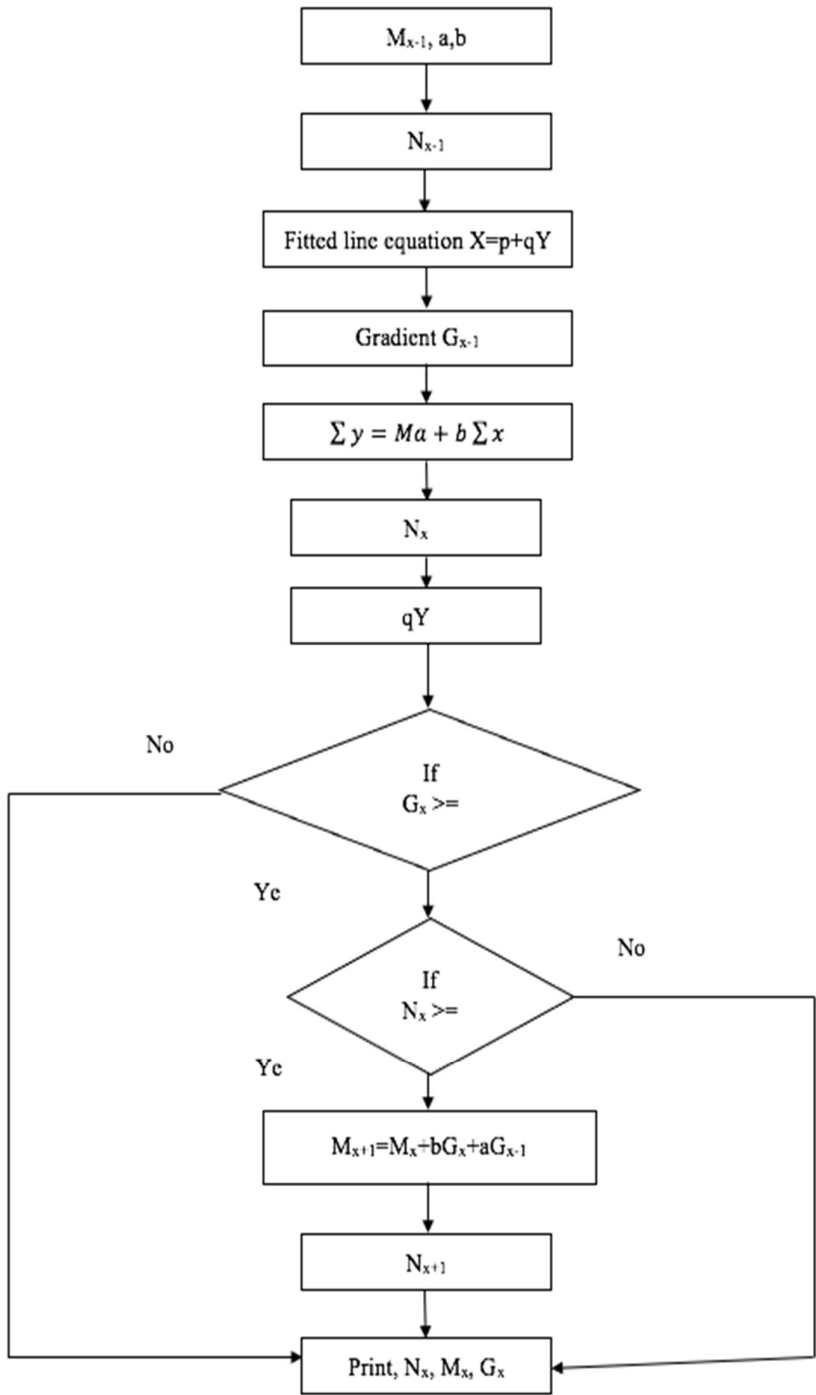 Mₓ₋₁, a,b
Nₓ₋₁
Fitted line equation X=p+qY
Gradient Gₓ₋₁
∑ y = Ma + b ∑ x
Nₓ
qY
No
If
Gₓ >=
Ye
No
If
Nₓ >=
Ye
Mₓ₊₁=Mₓ+bGₓ+aGₓ₋₁
Nₓ₊₁
Print, Nₓ, Mₓ, Gₓ